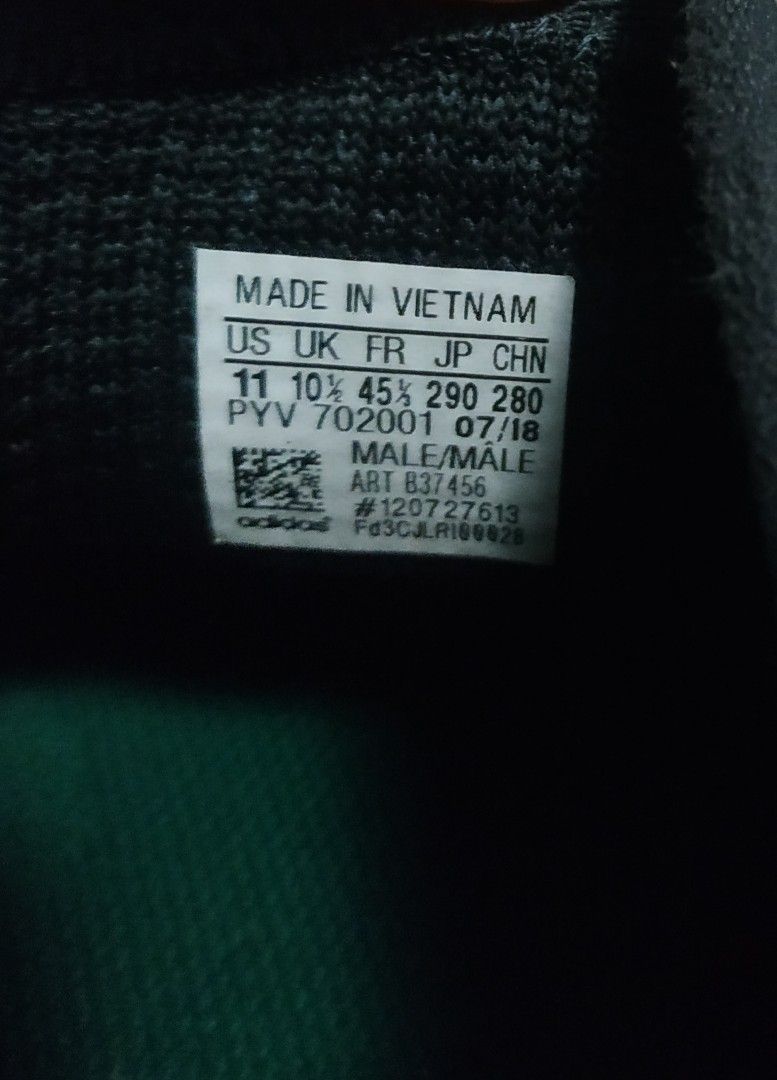 MADE IN VIETNAM
US UK FR JP CHN
11 10½ 45⅓ 290 280
PYV 702001 07/18
MALE/MÂLE
ART B37456
#120727613
adidas